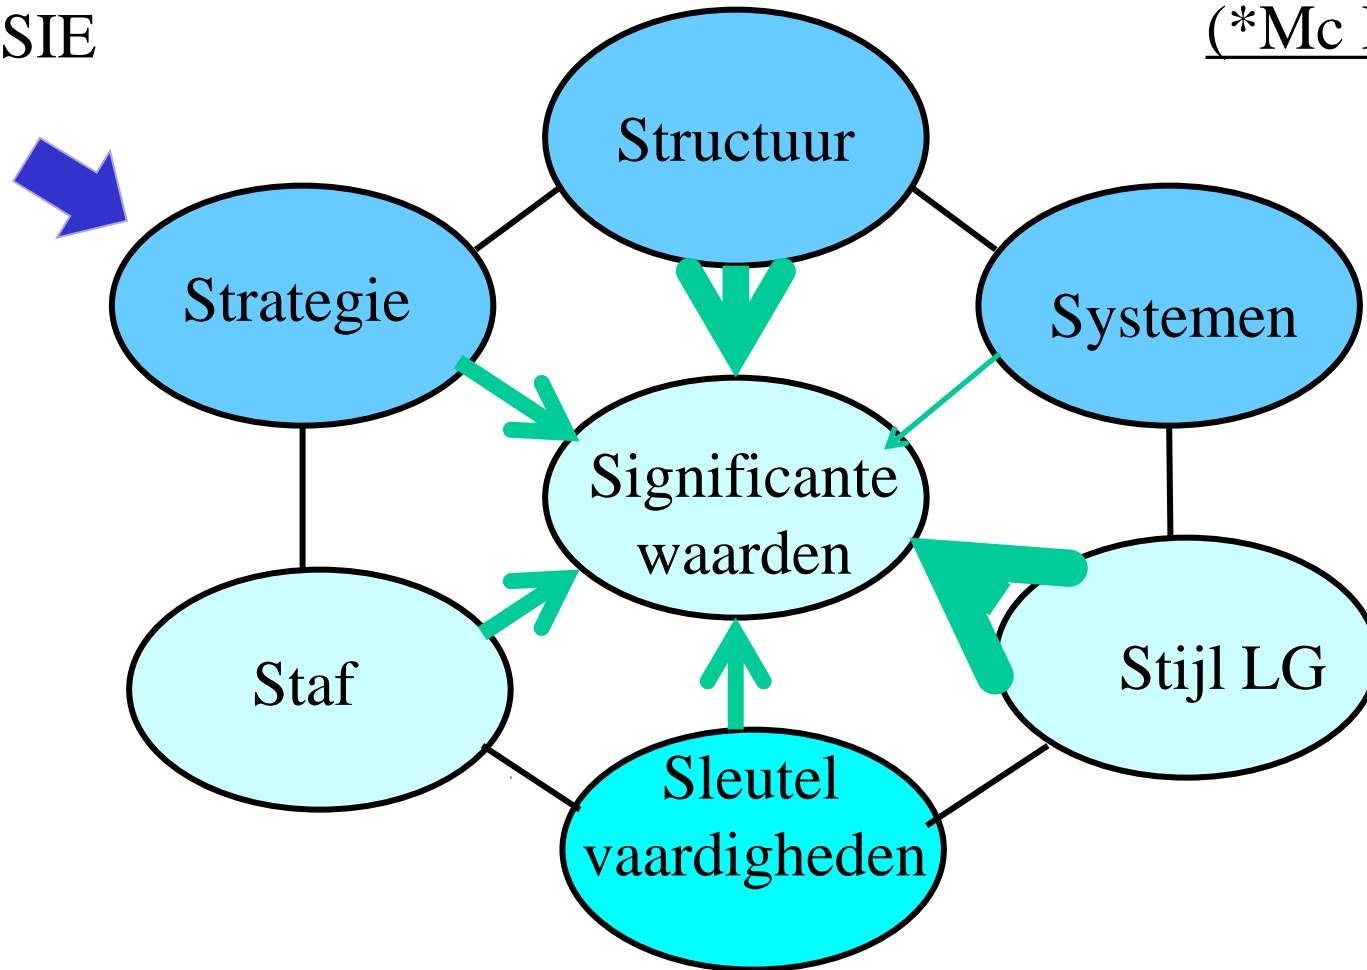 SIE
(*Mc
Structuur
Strategie
Systemen
Significante
waarden
Staf
Stijl LG
Sleutel
vaardigheden